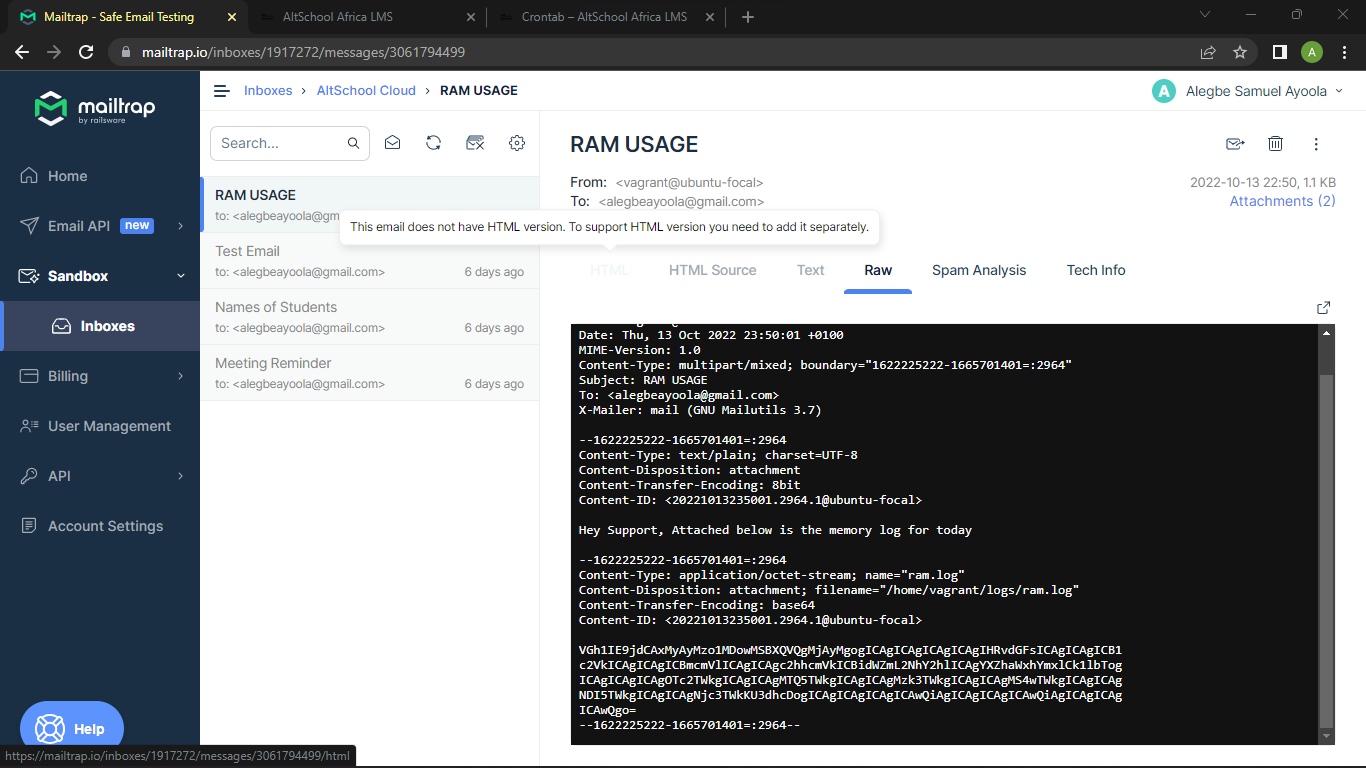 Mailtrap - Safe Email Testing
AltSchool Africa LMS
Crontab – AltSchool Africa LMS
mailtrap.io/inboxes/1917272/messages/3061794499
A
mailtrap
by railsware
Home
Email API new
Sandbox
Inboxes
Billing
User Management
API
Account Settings
Help
Inboxes › AltSchool Cloud › RAM USAGE
A Alegbe Samuel Ayoola
Search...
RAM USAGE
to: <alegbeayoola@gm
Test Email
to: <alegbeayoola@gmail.com> 6 days ago
Names of Students
to: <alegbeayoola@gmail.com> 6 days ago
Meeting Reminder
to: <alegbeayoola@gmail.com> 6 days ago
RAM USAGE
From: <vagrant@ubuntu-focal>
2022-10-13 22:50, 1.1 KB
To: <alegbeayoola@gmail.com>
Attachments (2)
This email does not have HTML version. To support HTML version you need to add it separately.
HTML HTML Source Text Raw Spam Analysis Tech Info
Date: Thu, 13 Oct 2022 23:50:01 +0100
MIME-Version: 1.0
Content-Type: multipart/mixed; boundary="1622225222-1665701401=:2964"
Subject: RAM USAGE
To: <alegbeayoola@gmail.com>
X-Mailer: mail (GNU Mailutils 3.7)
--1622225222-1665701401=:2964
Content-Type: text/plain; charset=UTF-8
Content-Disposition: attachment
Content-Transfer-Encoding: 8bit
Content-ID: <20221013235001.2964.1@ubuntu-focal>
Hey Support, Attached below is the memory log for today
--1622225222-1665701401=:2964
Content-Type: application/octet-stream; name="ram.log"
Content-Disposition: attachment; filename="/home/vagrant/logs/ram.log"
Content-Transfer-Encoding: base64
Content-ID: <20221013235001.2964.1@ubuntu-focal>
VGh1IE9jdCAxMyAyMzo1MDowMSBXQVQgMjAyMgogICAgICAgICAgICAgIHRvdGFsICAgICAgICB1
c2VkICAgICAgICBmcmVlICAgICAgc2hhcmVkICBidWZmL2NhY2hlICAgYXZhaWxhYmxlCk1lbTog
ICAgICAgICAgOTc2TWkgICAgICAgMTQ5TWkgICAgICAgMzk3TWkgICAgICAgMS4wTWkgICAgICAg
NDI5TWkgICAgICAgNjc3TWkKU3dhcDogICAgICAgICAgICAwQiAgICAgICAgICAwQiAgICAgICAg
ICAwQgo=
--1622225222-1665701401=:2964--
https://mailtrap.io/inboxes/1917272/messages/3061794499/html